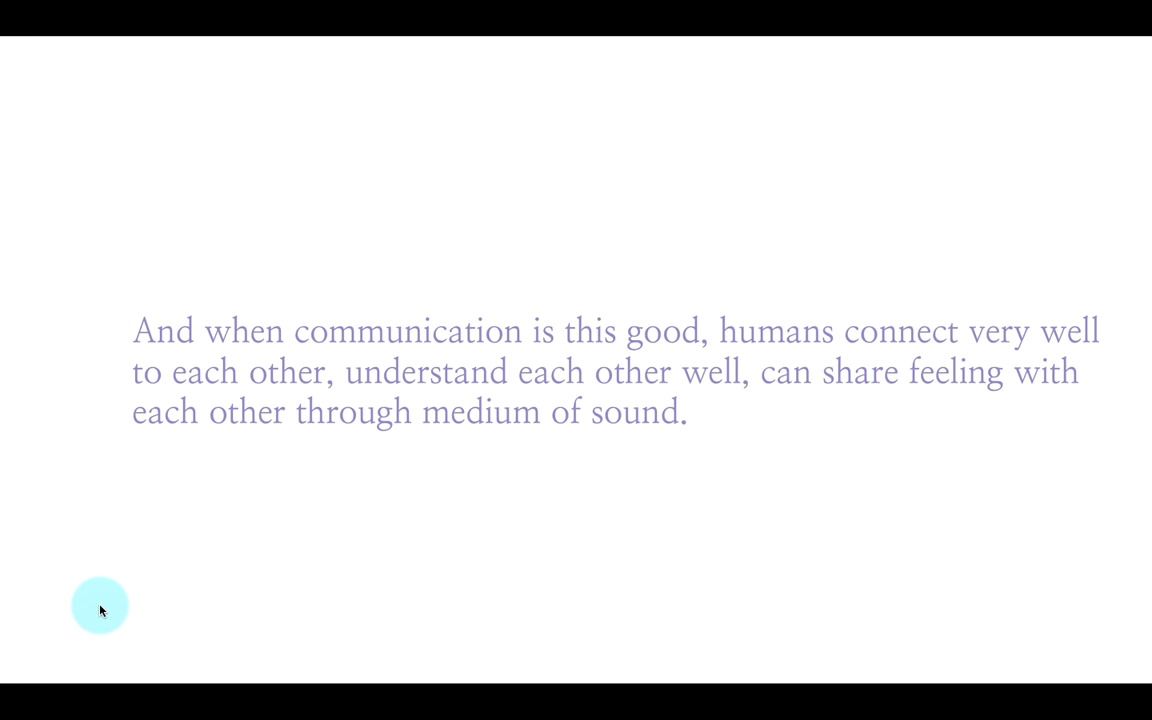 And when communication is this good, humans connect very well
to each other, understand each other well, can share feeling with
each other through medium of sound.